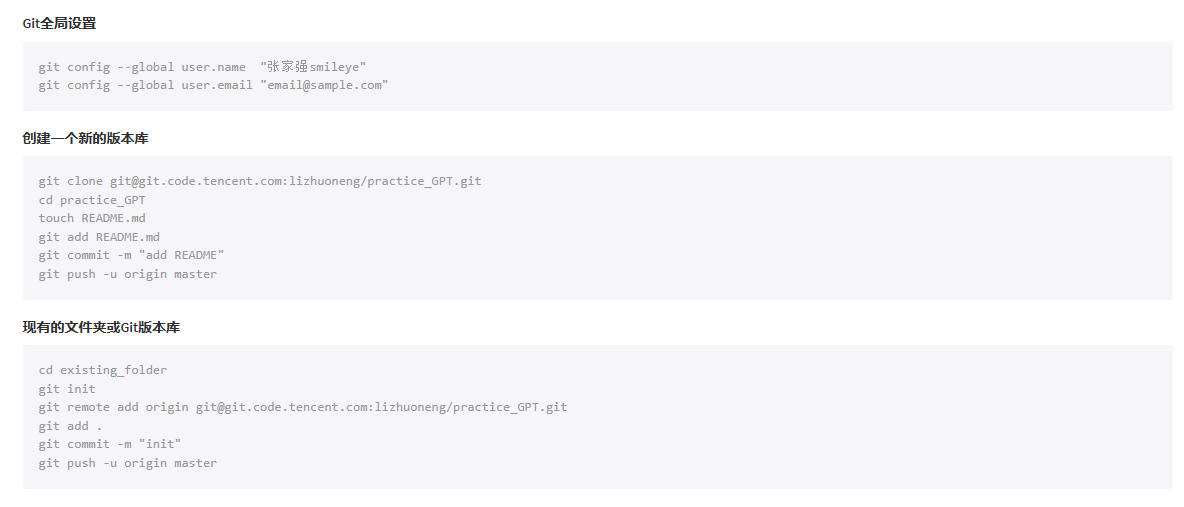 Git全局设置
git config --global user.name  "张家强smileye"
git config --global user.email "email@sample.com"
创建一个新的版本库
git clone git@git.code.tencent.com:lizhuoneng/practice_GPT.git
cd practice_GPT
touch README.md
git add README.md
git commit -m "add README"
git push -u origin master
现有的文件夹或Git版本库
cd existing_folder
git init
git remote add origin git@git.code.tencent.com:lizhuoneng/practice_GPT.git
git add .
git commit -m "init"
git push -u origin master